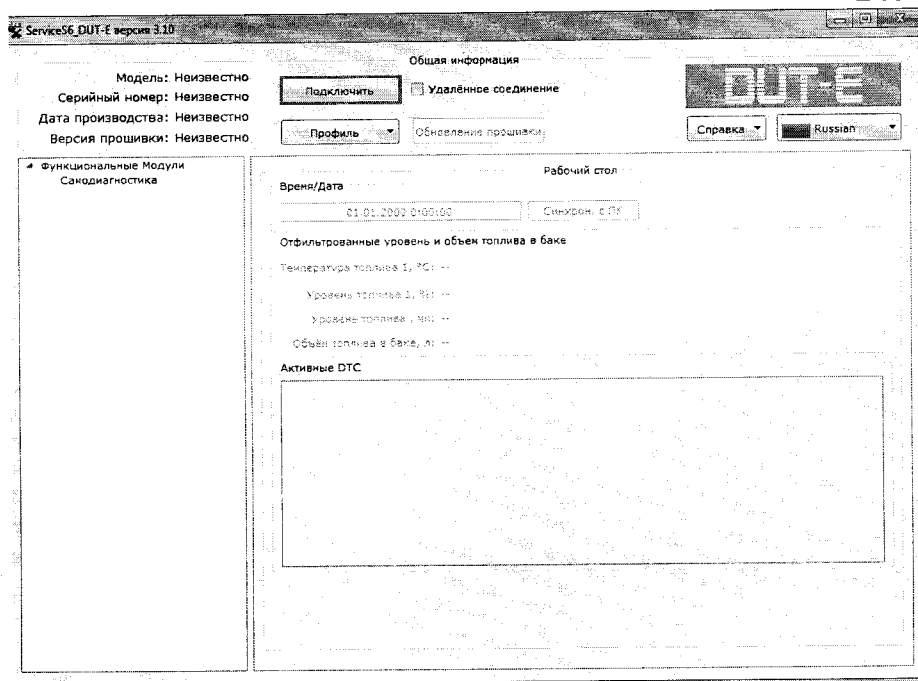 ServiceS6_DUT-E версия 3.10
Общая информация
Модель: Неизвестно
Серийный номер: Неизвестно
Дата производства: Неизвестно
Версия прошивки: Неизвестно
Подключить
Удалённое соединение
Профиль
Обновление прошивки
DUT-E
Справка
Russian
Функциональные Модули
Самодиагностика
Рабочий стол
Время/Дата
01.01.2000 0:00:00
Синхрон. с ПК
Отфильтрованные уровень и объем топлива в баке
Температура топлива 1, °C: --
Уровень топлива 1, %: --
Уровень топлива , мм: --
Объём топлива в баке, л: --
Активные DTC